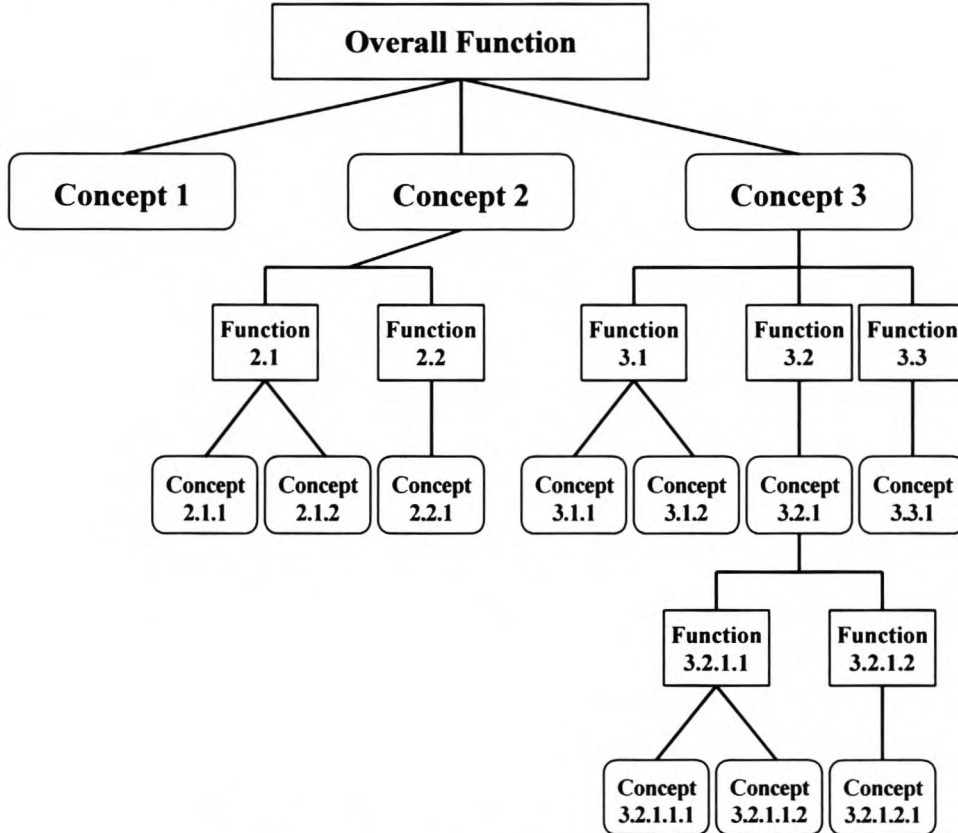 Overall Function
Concept 1
Concept 2
Concept 3
Function
2.1
Function
2.2
Function
3.1
Function
3.2
Function
3.3
Concept
2.1.1
Concept
2.1.2
Concept
2.2.1
Concept
3.1.1
Concept
3.1.2
Concept
3.2.1
Concept
3.3.1
Function
3.2.1.1
Function
3.2.1.2
Concept
3.2.1.1.1
Concept
3.2.1.1.2
Concept
3.2.1.2.1